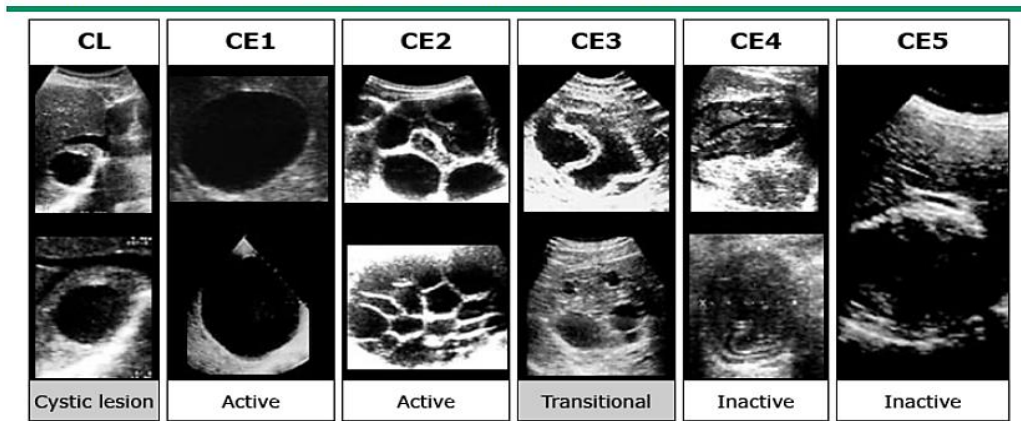 CL
CE1
CE2
CE3
CE4
CE5
Cystic lesion
Active
Active
Transitional
Inactive
Inactive